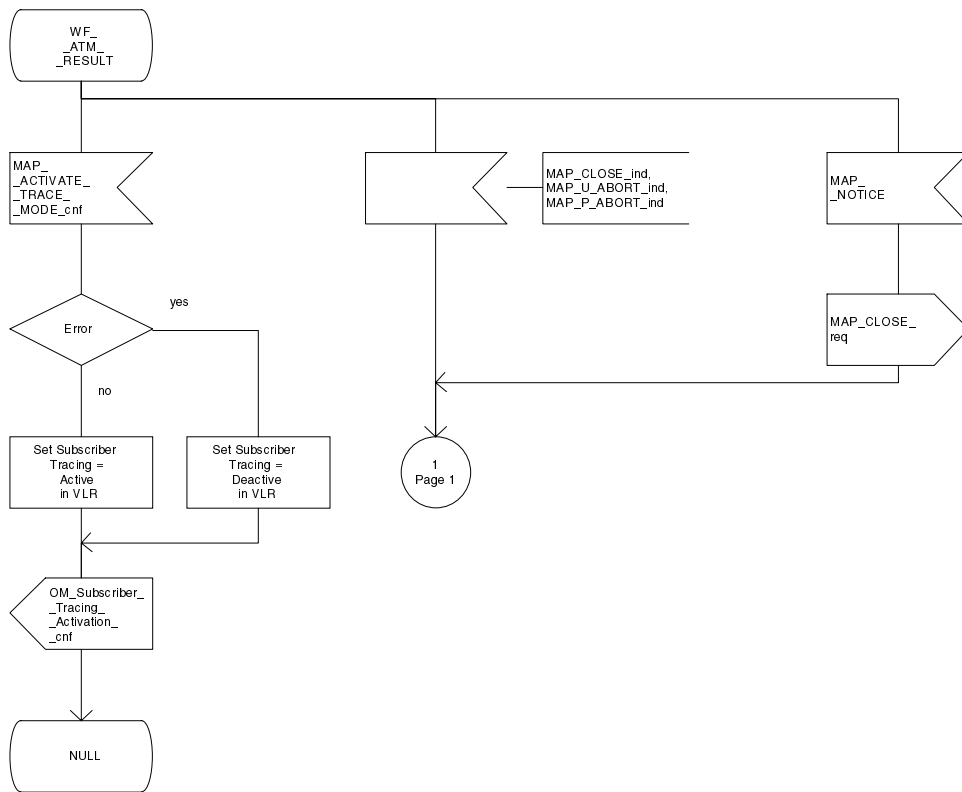 WF_
_ATM_
_RESULT
MAP_
_ACTIVATE_
_TRACE_
_MODE_cnf
MAP_CLOSE_ind,
MAP_U_ABORT_ind,
MAP_P_ABORT_ind
MAP_
_NOTICE
yes
Error
no
MAP_CLOSE_
req
Set Subscriber
Tracing =
Active
in VLR
Set Subscriber
Tracing =
Deactive
in VLR
1
Page 1
OM_Subscriber_
_Tracing_
_Activation_
_cnf
NULL